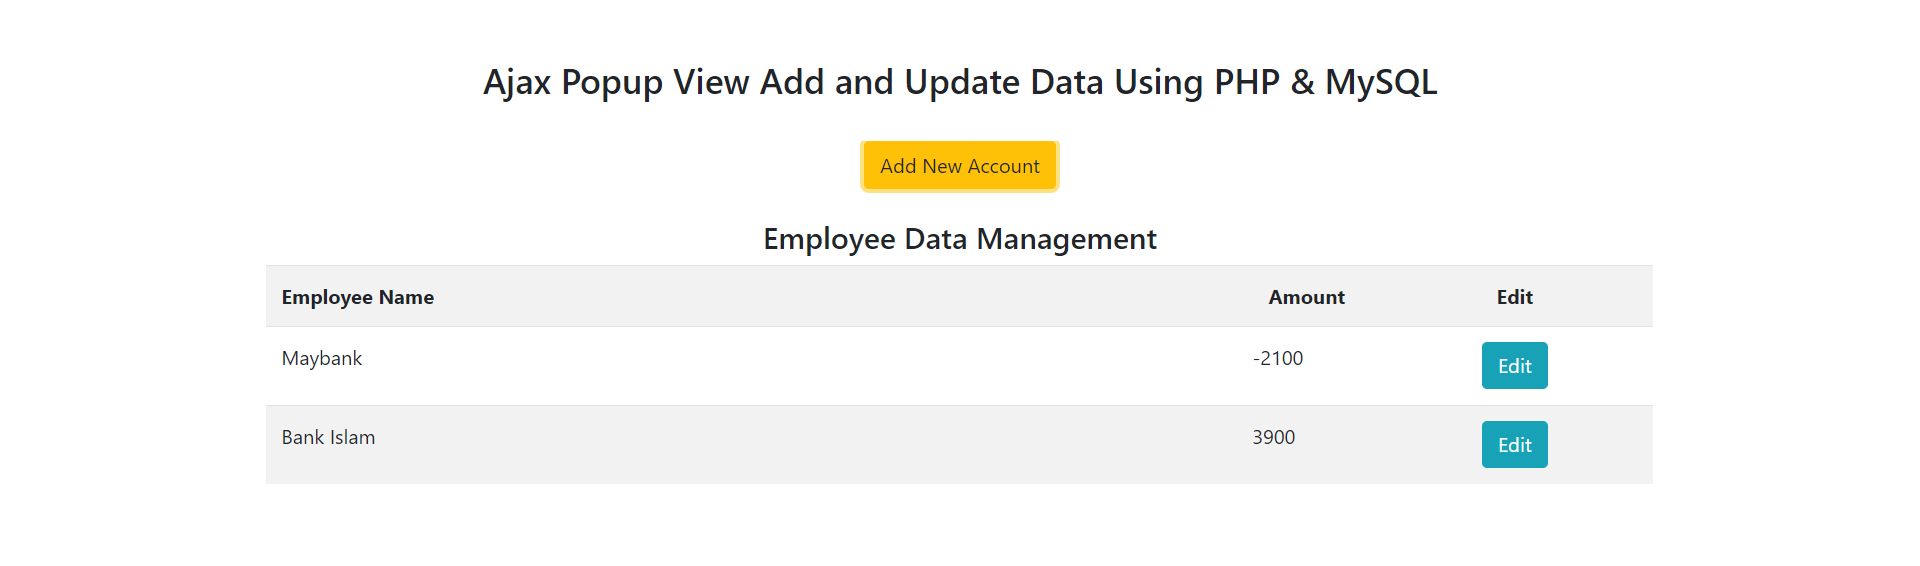 Ajax Popup View Add and Update Data Using PHP & MySQL
Add New Account
Employee Data Management
Employee Name Amount Edit
Maybank -2100 Edit
Bank Islam 3900 Edit